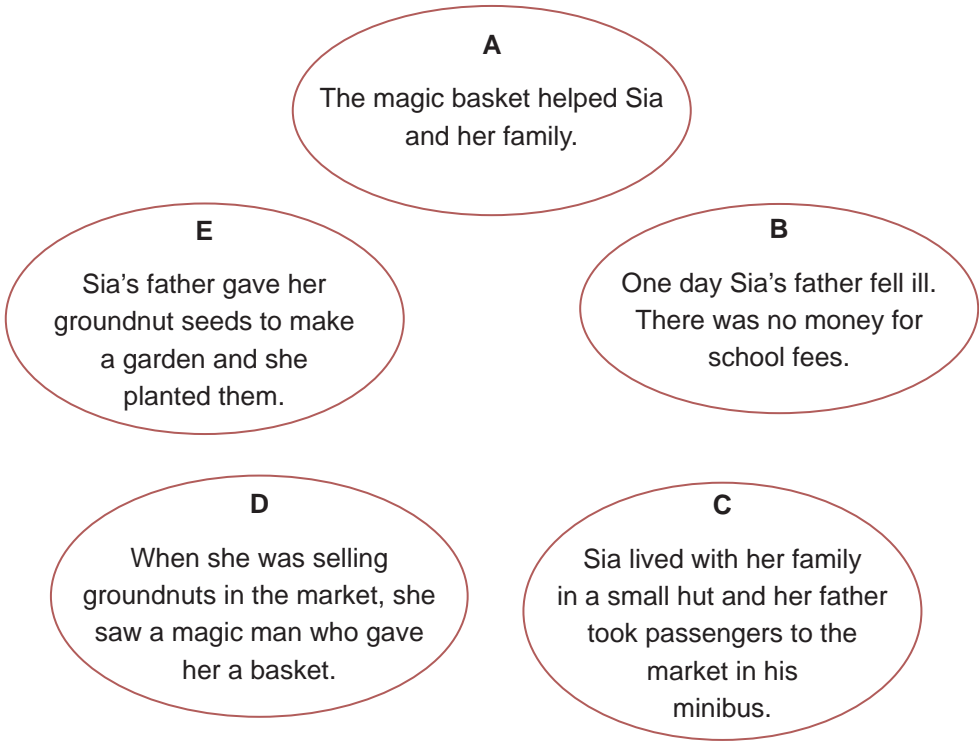 A
The magic basket helped Sia
and her family.
E
Sia’s father gave her
groundnut seeds to make
a garden and she
planted them.
B
One day Sia’s father fell ill.
There was no money for
school fees.
D
When she was selling
groundnuts in the market, she
saw a magic man who gave
her a basket.
C
Sia lived with her family
in a small hut and her father
took passengers to the
market in his
minibus.